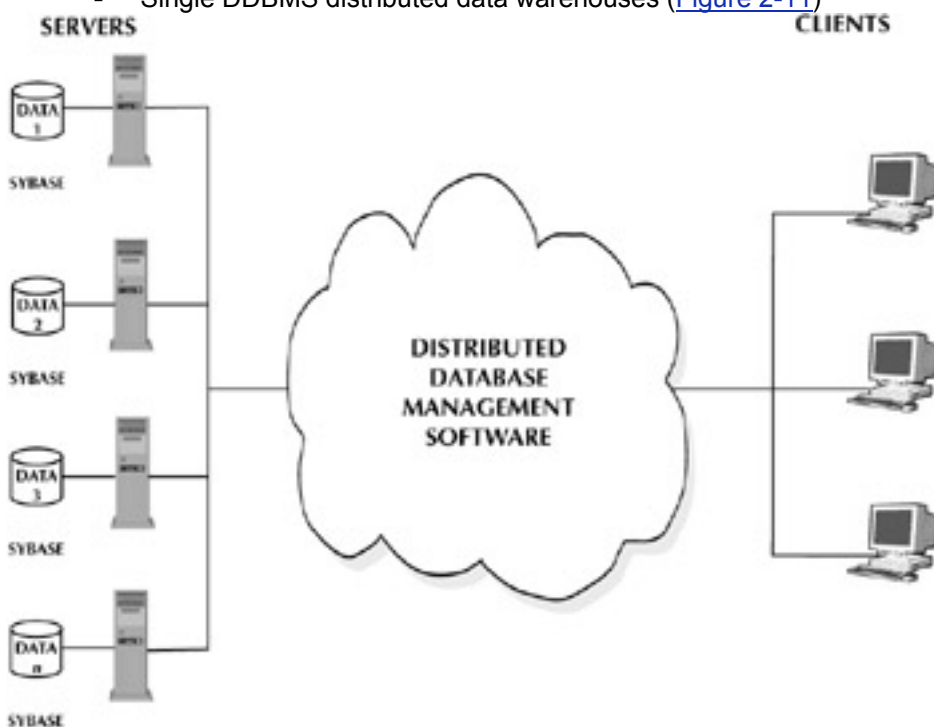 - Single DDBMS distributed data warehouses (Figure 2-11)
SERVERS
CLIENTS
DATA
1
SYBASE
DATA
2
SYBASE
DATA
3
SYBASE
DATA
n
SYBASE
DISTRIBUTED
DATABASE
MANAGEMENT
SOFTWARE